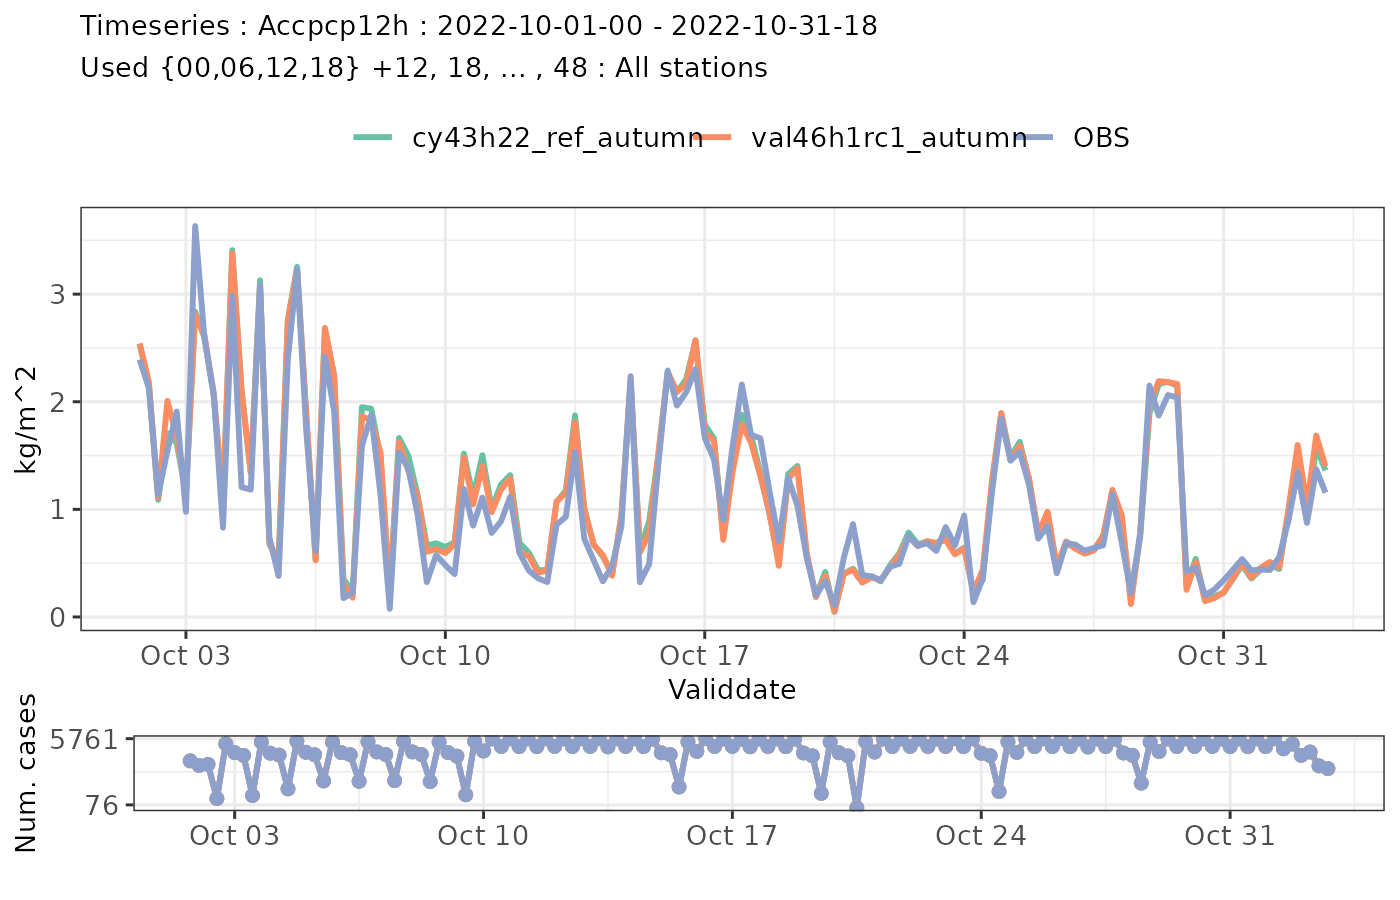 Timeseries : Accpcp12h : 2022-10-01-00 - 2022-10-31-18
Used {00,06,12,18} +12, 18, ... , 48 : All stations
cy43h22_ref_autumn val46h1rc1_autumn OBS
kg/m^2
3
2
1
0
Oct 03 Oct 10 Oct 17 Oct 24 Oct 31
Validdate
Num. cases
5761
76
Oct 03 Oct 10 Oct 17 Oct 24 Oct 31